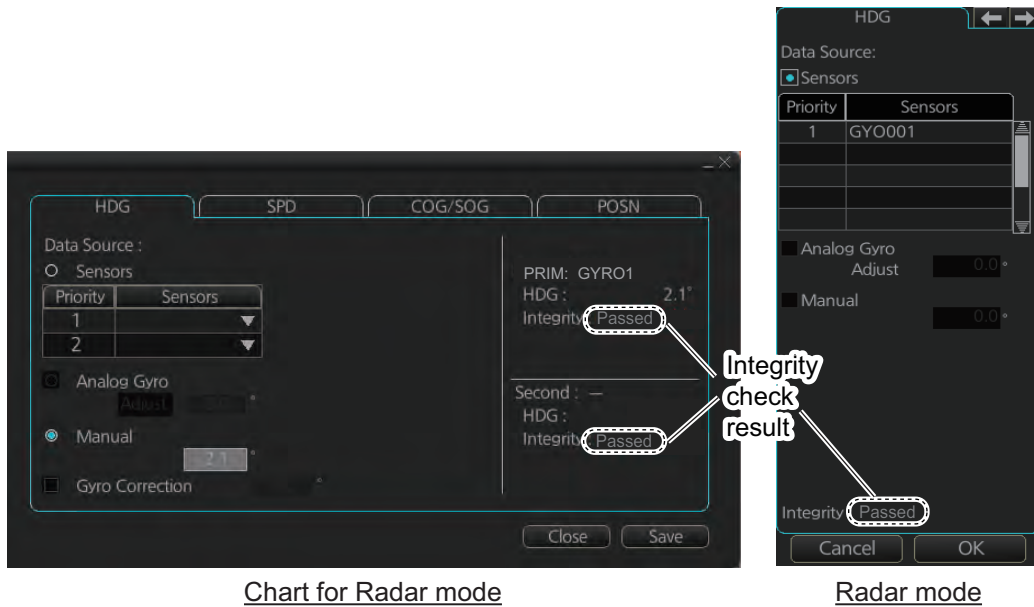 HDG SPD COG/SOG POSN
Data Source :
Sensors
Priority Sensors
1
2
Analog Gyro
Adjust °
Manual
2.1 °
Gyro Correction °
PRIM: GYRO1
HDG : 2.1°
Integrity Passed
Second : —
HDG :
Integrity : Passed
Close Save
Chart for Radar mode
Integrity
check
result
HDG
Data Source:
Sensors
Priority Sensors
1 GYO001
Analog Gyro
Adjust 0.0 °
Manual
0.0 °
Integrity Passed
Cancel OK
Radar mode